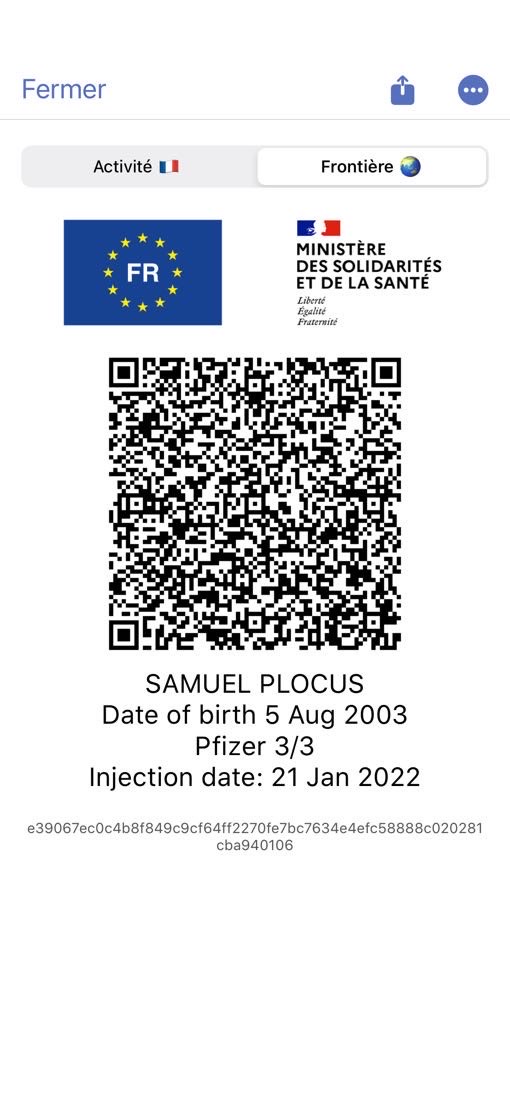 Fermer
Activité
Frontière
FR
MINISTÈRE
DES SOLIDARITÉS
ET DE LA SANTÉ
Liberté
Égalité
Fraternité
SAMUEL PLOCUS
Date of birth 5 Aug 2003
Pfizer 3/3
Injection date: 21 Jan 2022
e39067ec0c4b8f849c9cf64ff2270fe7bc7634e4efc58888c020281
cba940106